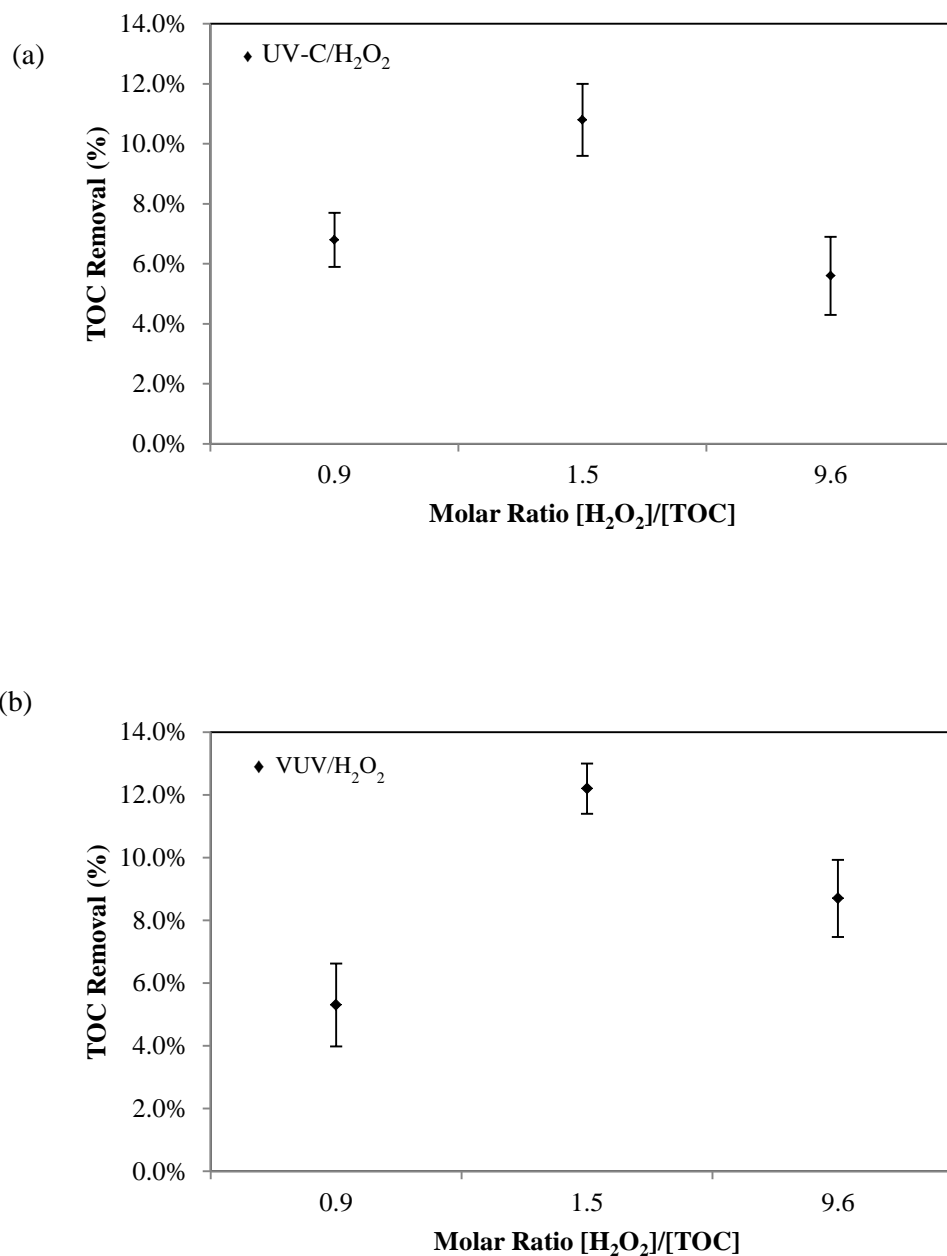 (a)
UV-C/H₂O₂
14.0%
12.0%
10.0%
8.0%
6.0%
4.0%
2.0%
0.0%
TOC Removal (%)
0.9 1.5 9.6
Molar Ratio [H₂O₂]/[TOC]
(b)
VUV/H₂O₂
14.0%
12.0%
10.0%
8.0%
6.0%
4.0%
2.0%
0.0%
TOC Removal (%)
0.9 1.5 9.6
Molar Ratio [H₂O₂]/[TOC]